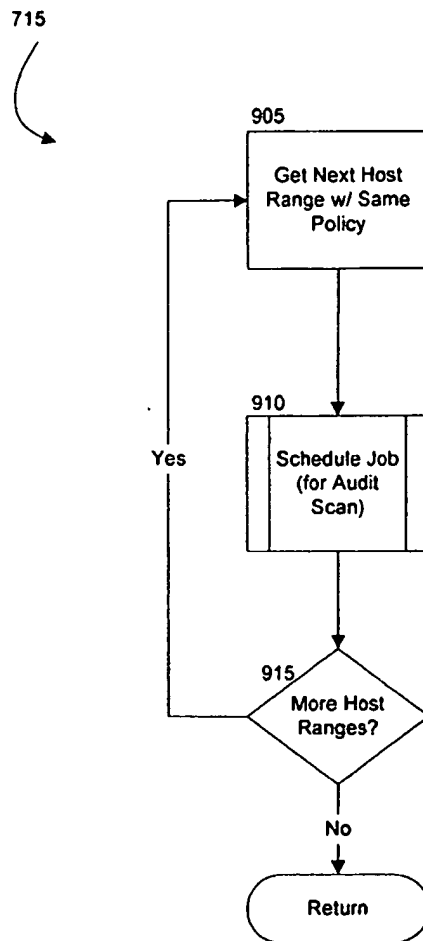 715
905
Get Next Host
Range w/ Same
Policy
910
Schedule Job
(for Audit
Scan)
Yes
915
More Host
Ranges?
No
Return